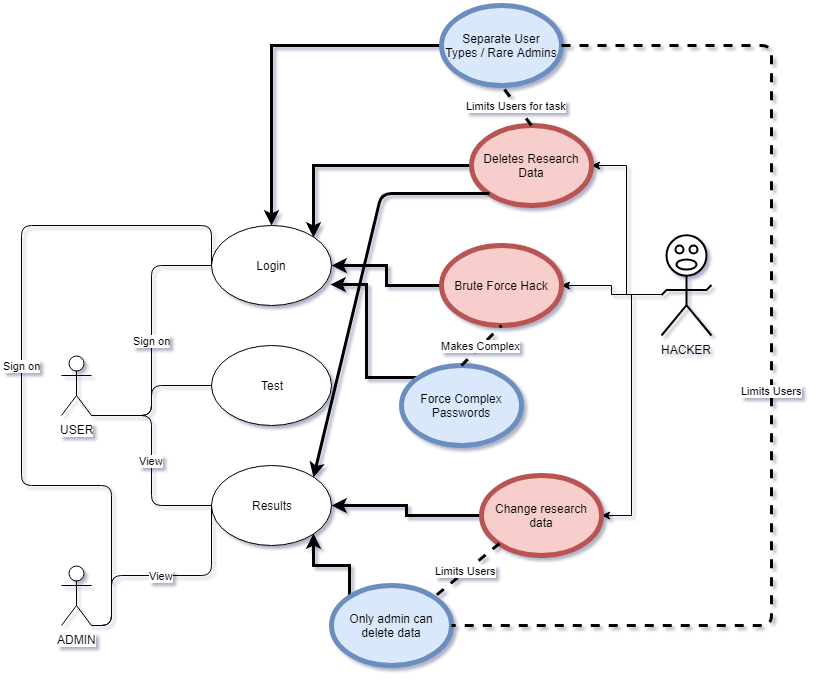 Separate User
Types / Rare Admins
Limits Users for task
Deletes Research
Data
Login
Brute Force Hack
HACKER
Sign on
Makes Complex
Sign on
Test
Force Complex
Passwords
Limits Users
USER
View
Results
Change research
data
View
Limits Users
Only admin can
delete data
ADMIN